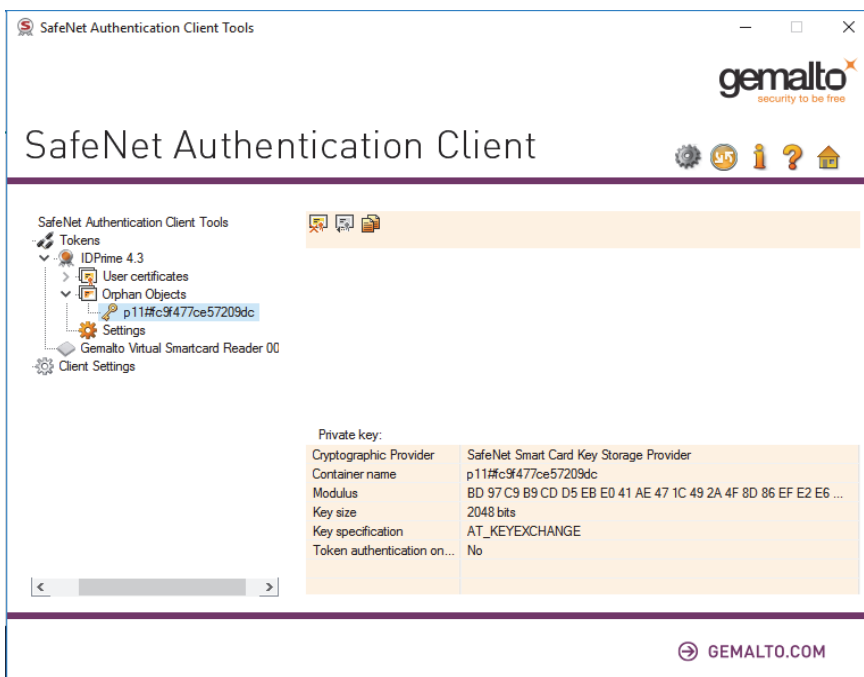 SafeNet Authentication Client Tools
gemalto
security to be free
SafeNet Authentication Client
SafeNet Authentication Client Tools
Tokens
IDPrime 4.3
User certificates
Orphan Objects
p11#fc9f477ce57209dc
Settings
Gemalto Virtual Smartcard Reader 00
Client Settings
Private key:
Cryptographic Provider SafeNet Smart Card Key Storage Provider
Container name p11#fc9f477ce57209dc
Modulus BD 97 C9 B9 CD D5 EB E0 41 AE 47 1C 49 2A 4F 8D 86 EF E2 E6 ...
Key size 2048 bits
Key specification AT_KEYEXCHANGE
Token authentication on... No
GEMALTO.COM